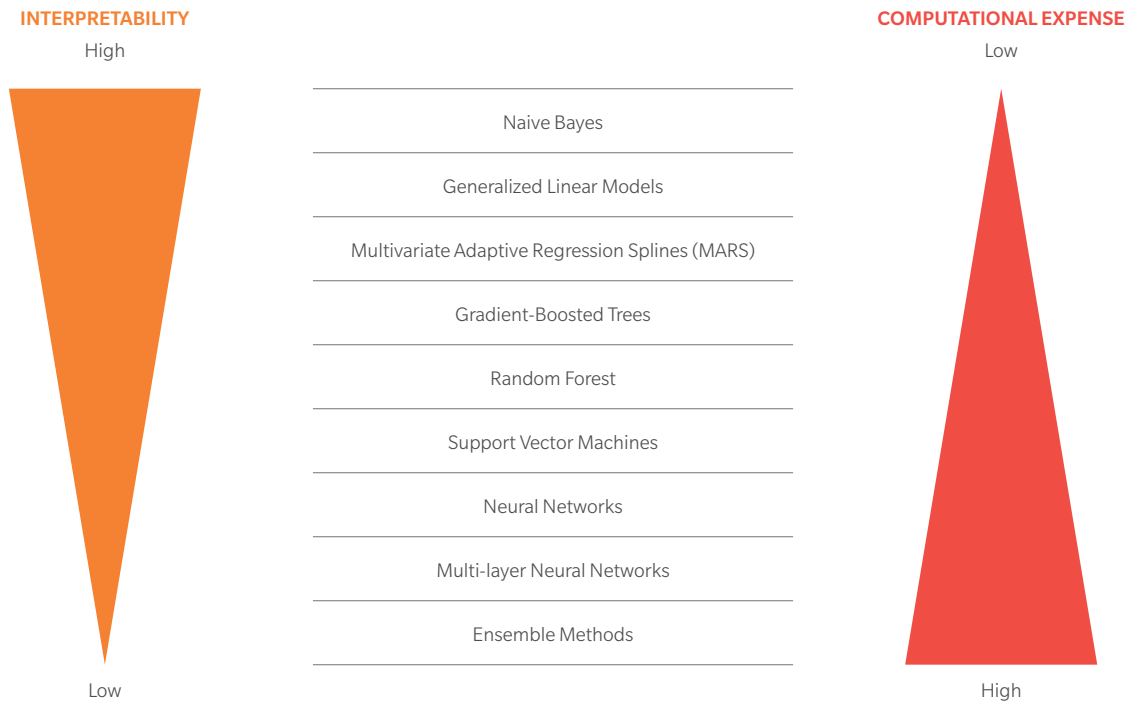 INTERPRETABILITY
High
COMPUTATIONAL EXPENSE
Low
Naive Bayes
Generalized Linear Models
Multivariate Adaptive Regression Splines (MARS)
Gradient-Boosted Trees
Random Forest
Support Vector Machines
Neural Networks
Multi-layer Neural Networks
Ensemble Methods
Low
High